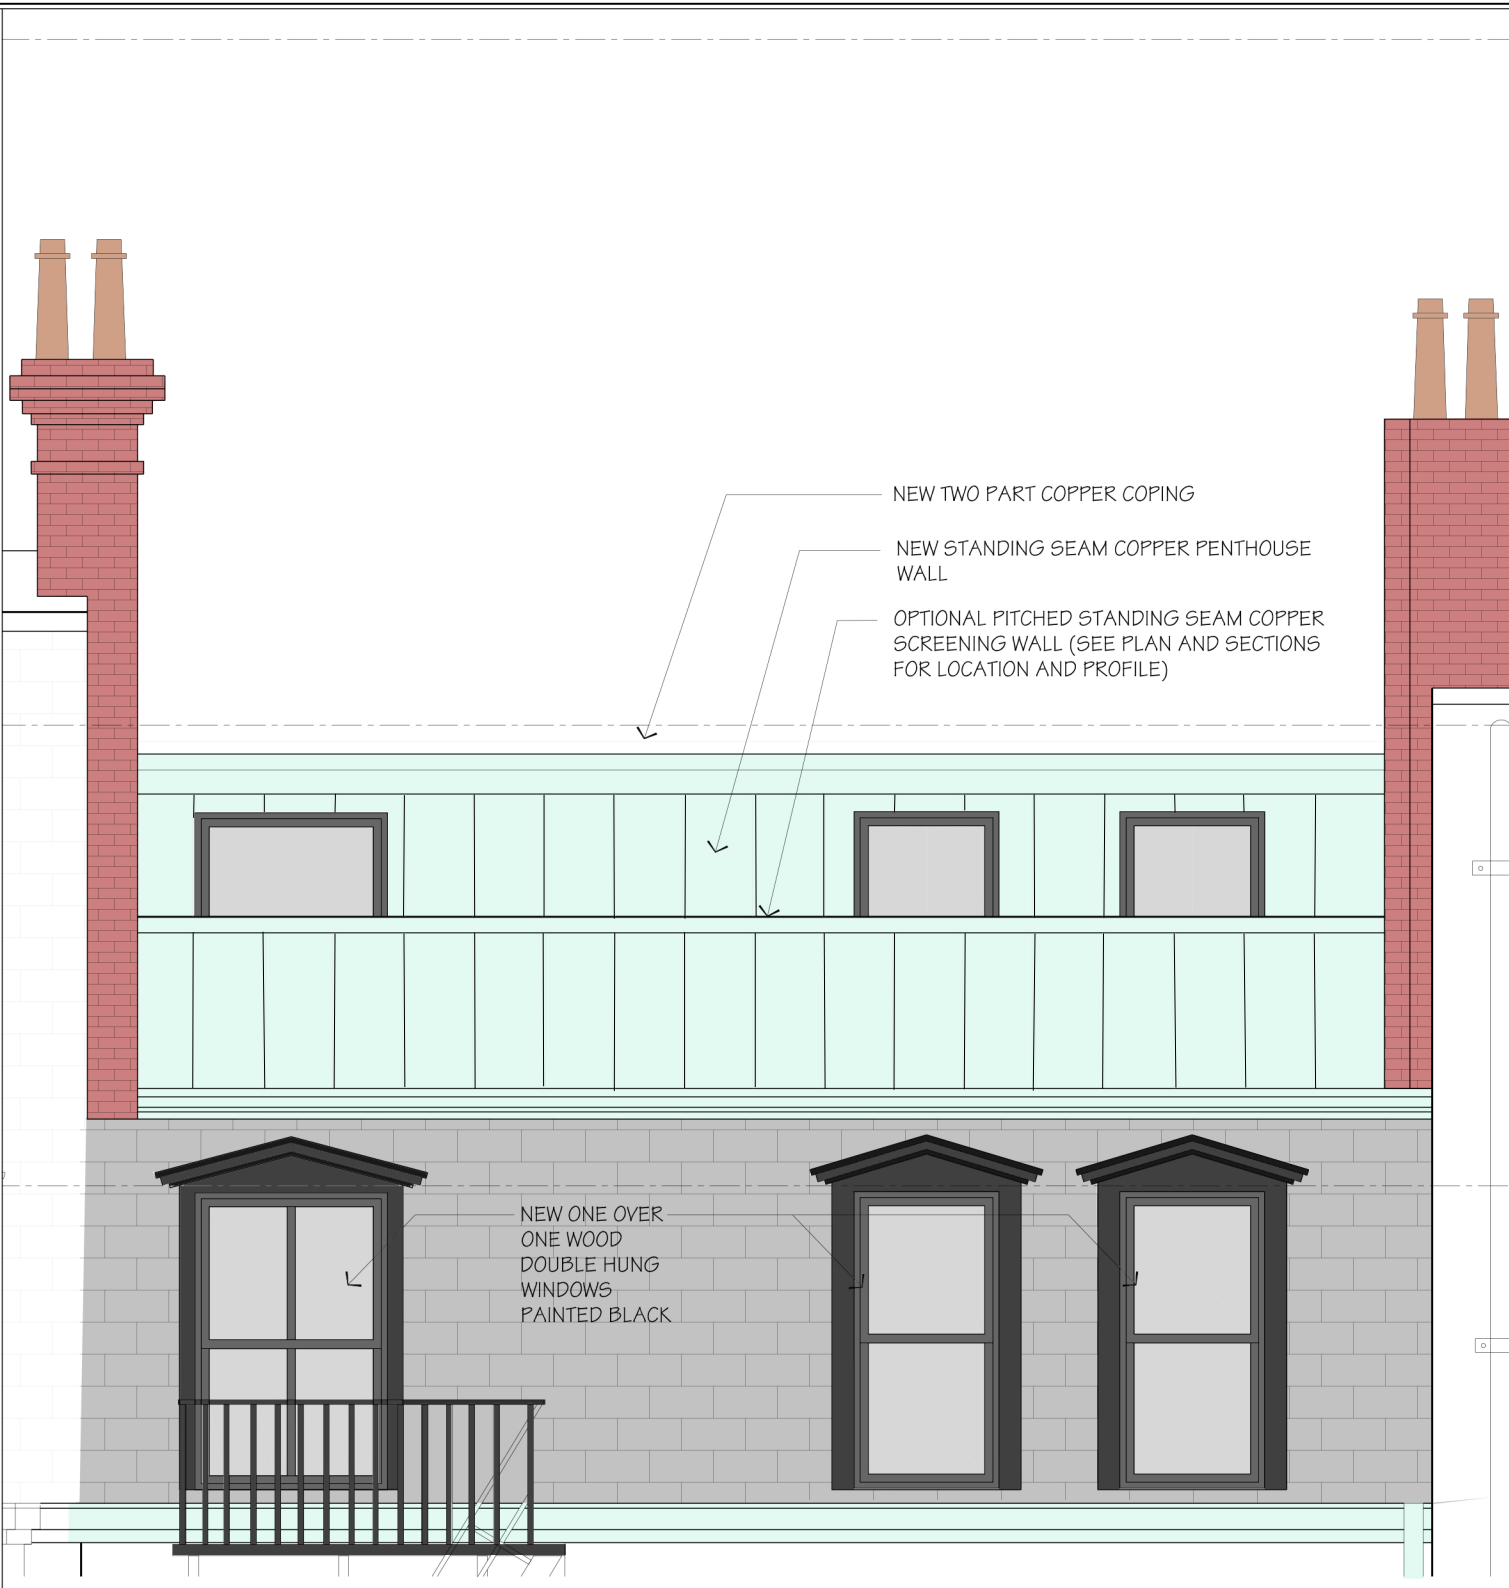 NEW TWO PART COPPER COPING
NEW STANDING SEAM COPPER PENTHOUSE
WALL
OPTIONAL PITCHED STANDING SEAM COPPER
SCREENING WALL (SEE PLAN AND SECTIONS
FOR LOCATION AND PROFILE)
NEW ONE OVER
ONE WOOD
DOUBLE HUNG
WINDOWS
PAINTED BLACK